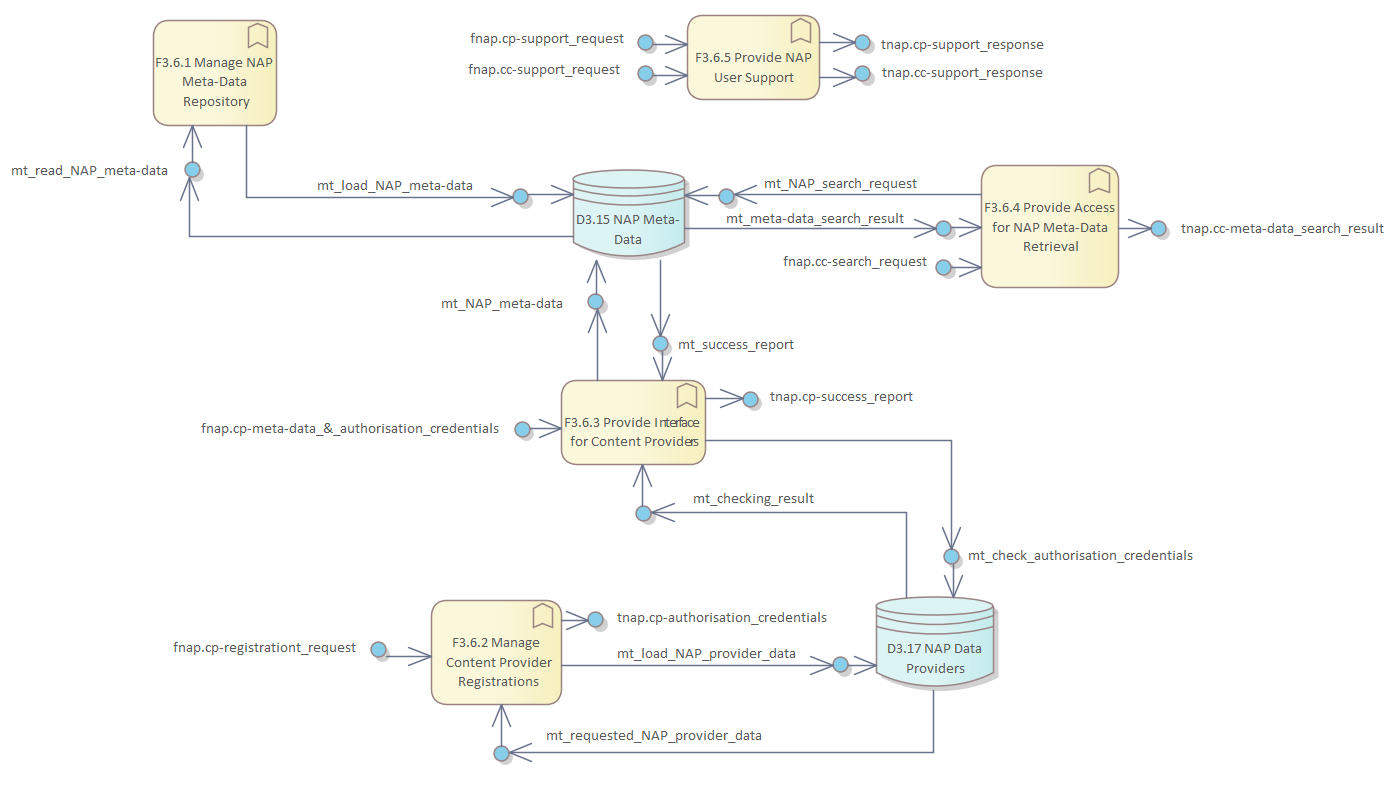 fnap.cp-support_request
tnap.cp-support_response
F3.6.1 Manage NAP
Meta-Data
Repository
F3.6.5 Provide NAP
User Support
fnap.cc-support_request
tnap.cc-support_response
mt_read_NAP_meta-data
mt_load_NAP_meta-data
mt_NAP_search_request
D3.15 NAP Meta-
Data
mt_meta-data_search_result
F3.6.4 Provide Access
for NAP Meta-Data
Retrieval
tnap.cc-meta-data_search_result
fnap.cc-search_request
mt_NAP_meta-data
mt_success_report
tnap.cp-success_report
fnap.cp-meta-data_&_authorisation_credentials
F3.6.3 Provide Interface
for Content Providers
mt_checking_result
mt_check_authorisation_credentials
tnap.cp-authorisation_credentials
fnap.cp-registrationt_request
F3.6.2 Manage
Content Provider
Registrations
mt_load_NAP_provider_data
D3.17 NAP Data
Providers
mt_requested_NAP_provider_data